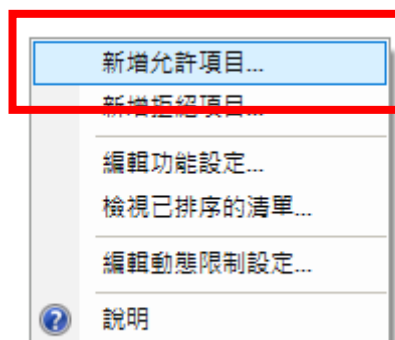 新增允許項目...
新增拒絕項目...
編輯功能設定...
檢視已排序的清單...
編輯動態限制設定...
說明